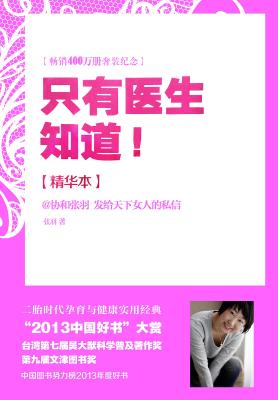 【畅销400万册奢装纪念】
只有医生
知道！
【精华本】
@协和张羽 发给天下女人的私信
张羽 著
二胎时代孕育与健康实用经典
“2013中国好书”大赏
台湾第七届吴大猷科学普及著作奖
第九届文津图书奖
中国图书势力榜2013年度好书